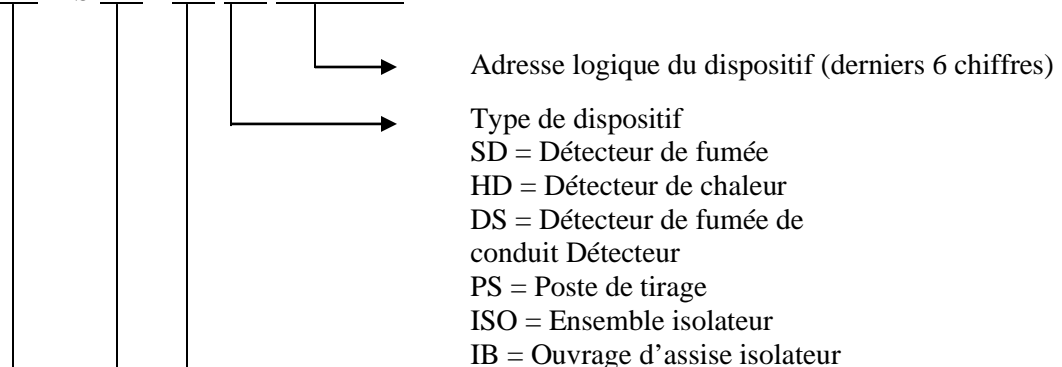 Adresse logique du dispositif (derniers 6 chiffres)
Type de dispositif
SD = Détecteur de fumée
HD = Détecteur de chaleur
DS = Détecteur de fumée de
conduit Détecteur
PS = Poste de tirage
ISO = Ensemble isolateur
IB = Ouvrage d’assise isolateur